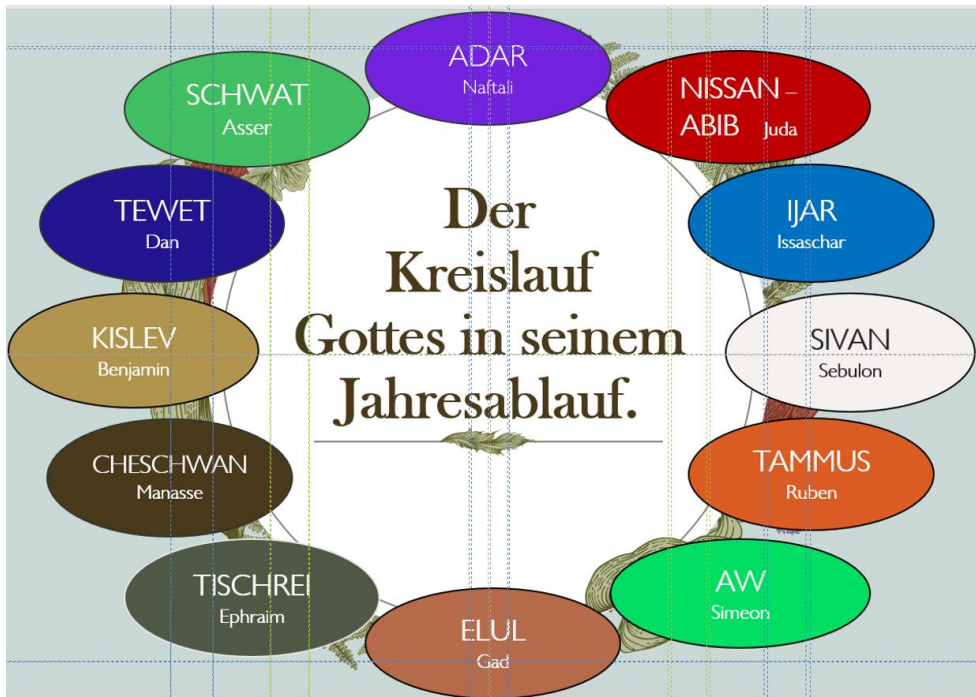 ADAR
Naftali
NISSAN –
ABIB Juda
IJAR
Issaschar
SIVAN
Sebulon
TAMMUS
Ruben
AW
Simeon
ELUL
Gad
TISCHREI
Ephraim
CHESCHWAN
Manasse
KISLEV
Benjamin
TEWET
Dan
SCHWAT
Asser
Der
Kreislauf
Gottes in seinem
Jahresablauf.